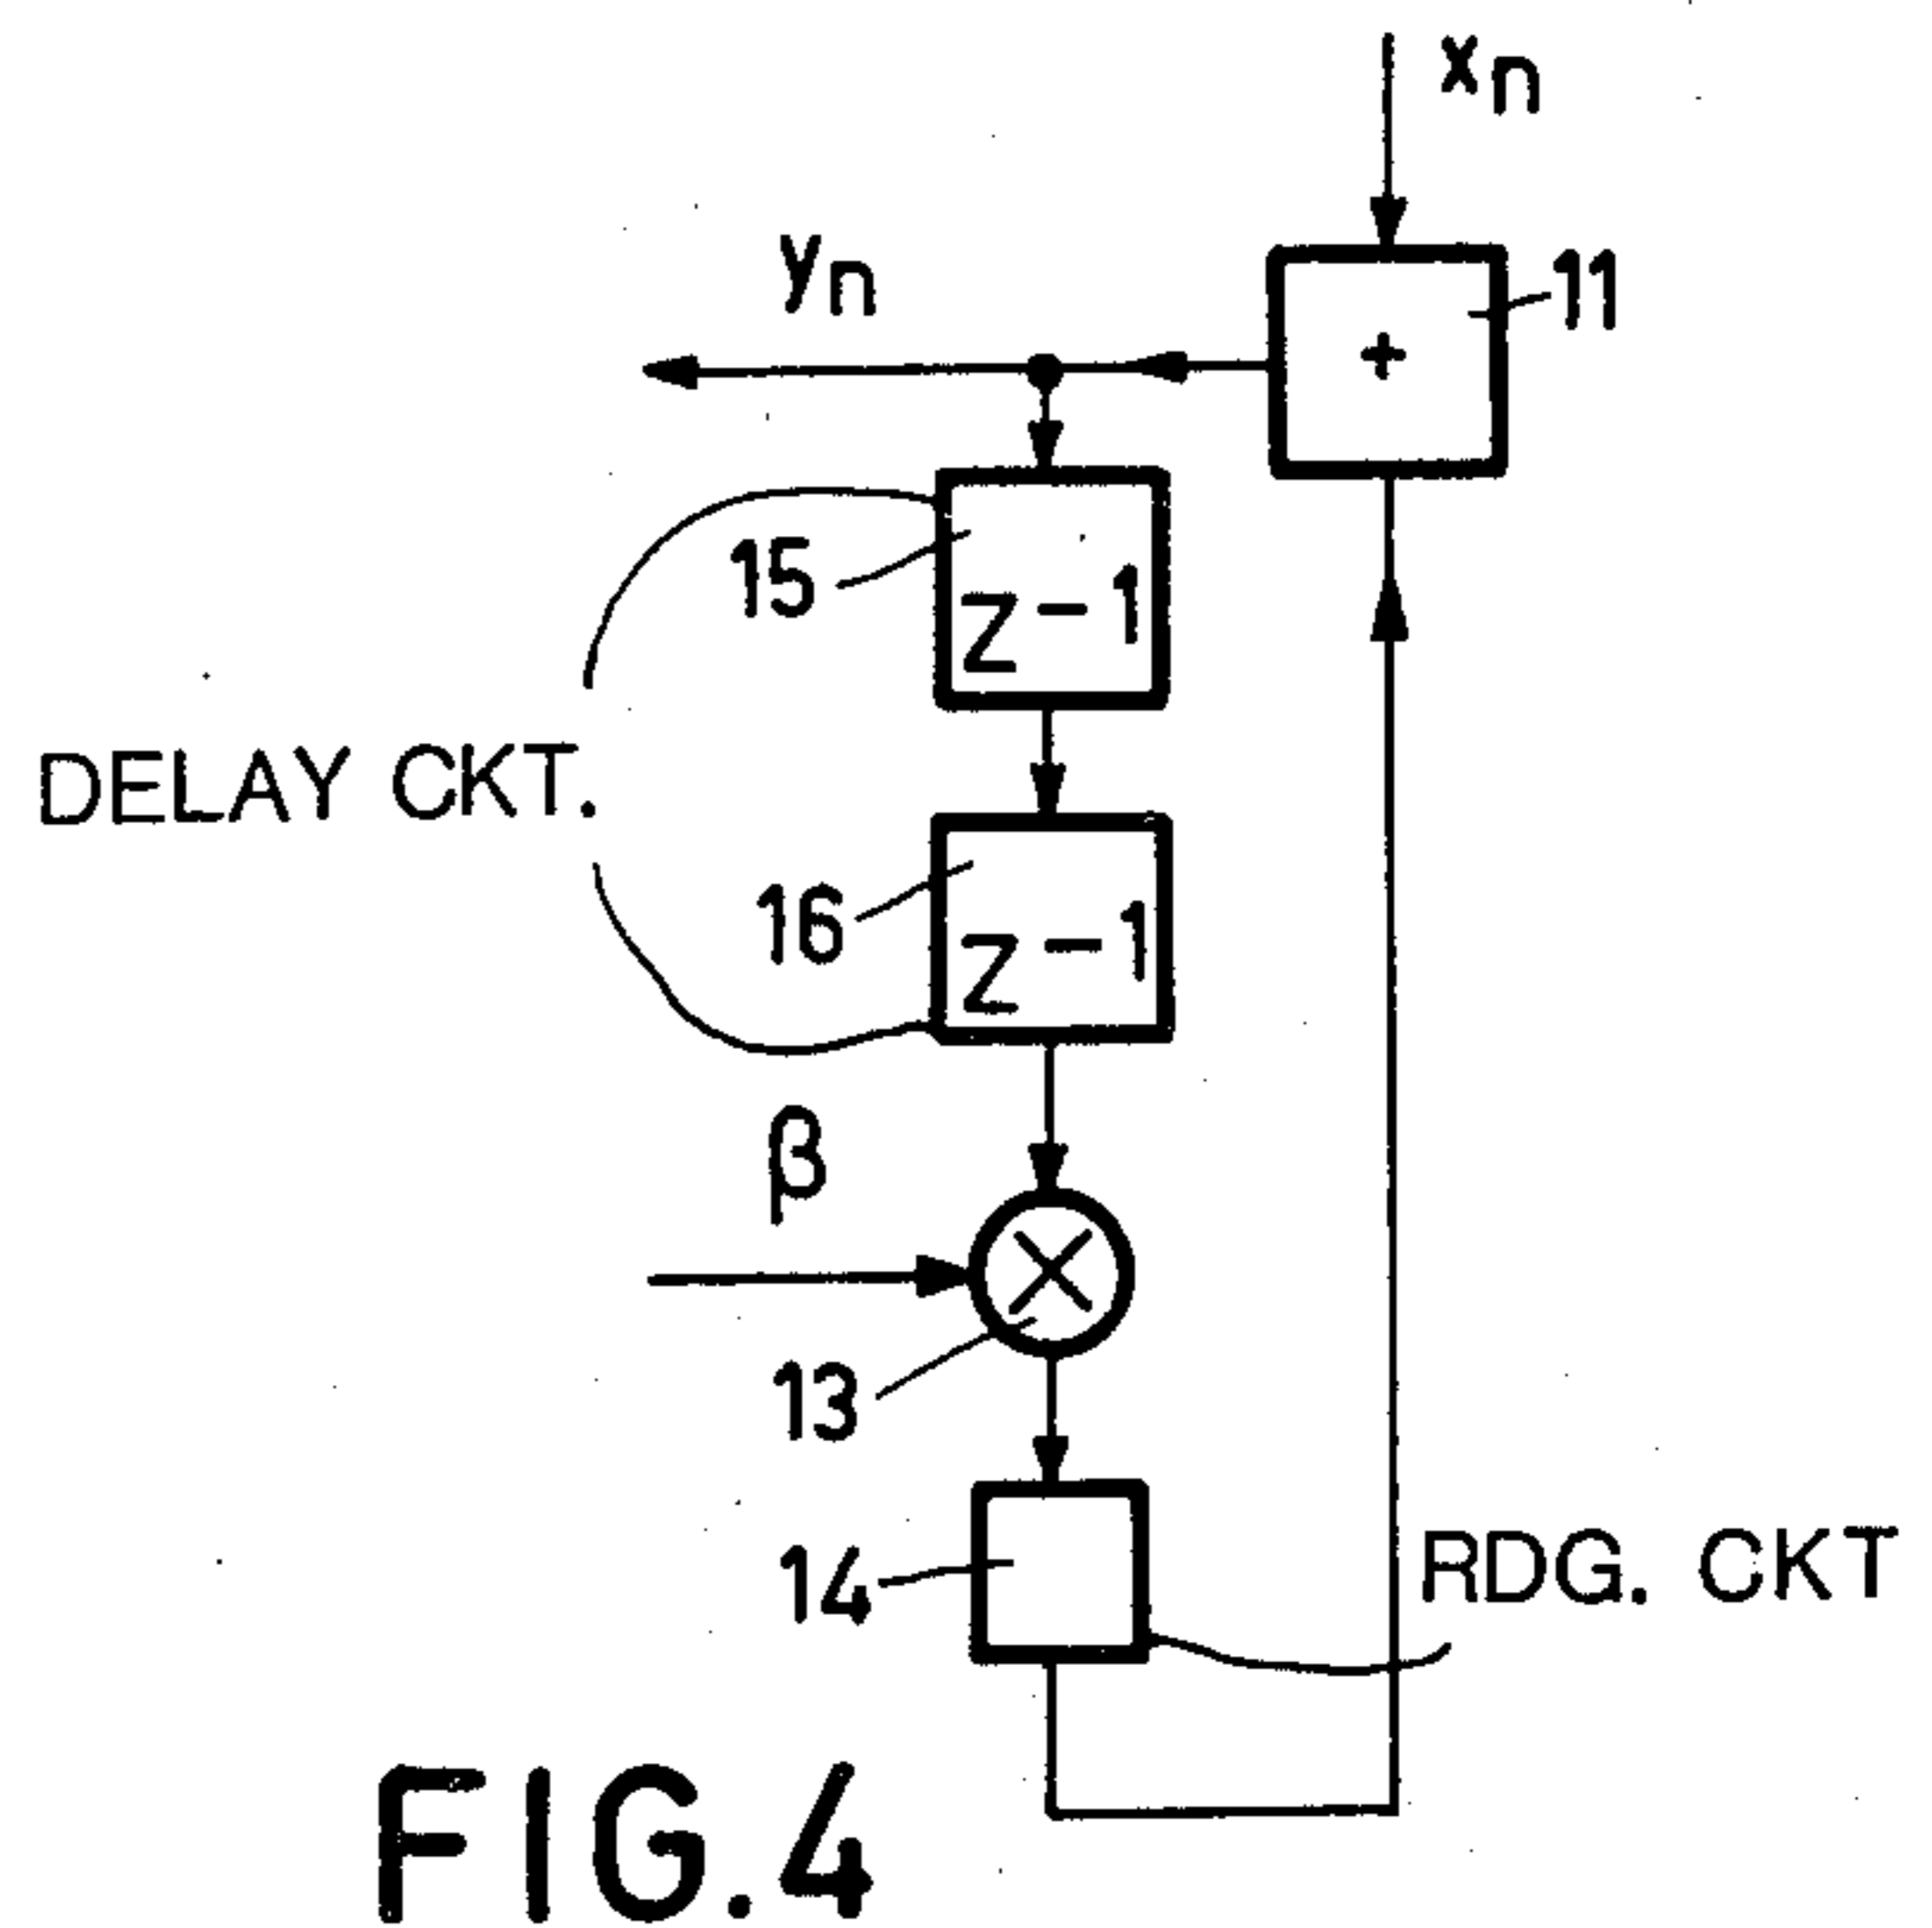 xn
yn
11
+
15
z-1
DELAY CKT.
16
z-1
β
×
13
14
RDG. CKT
FIG.4